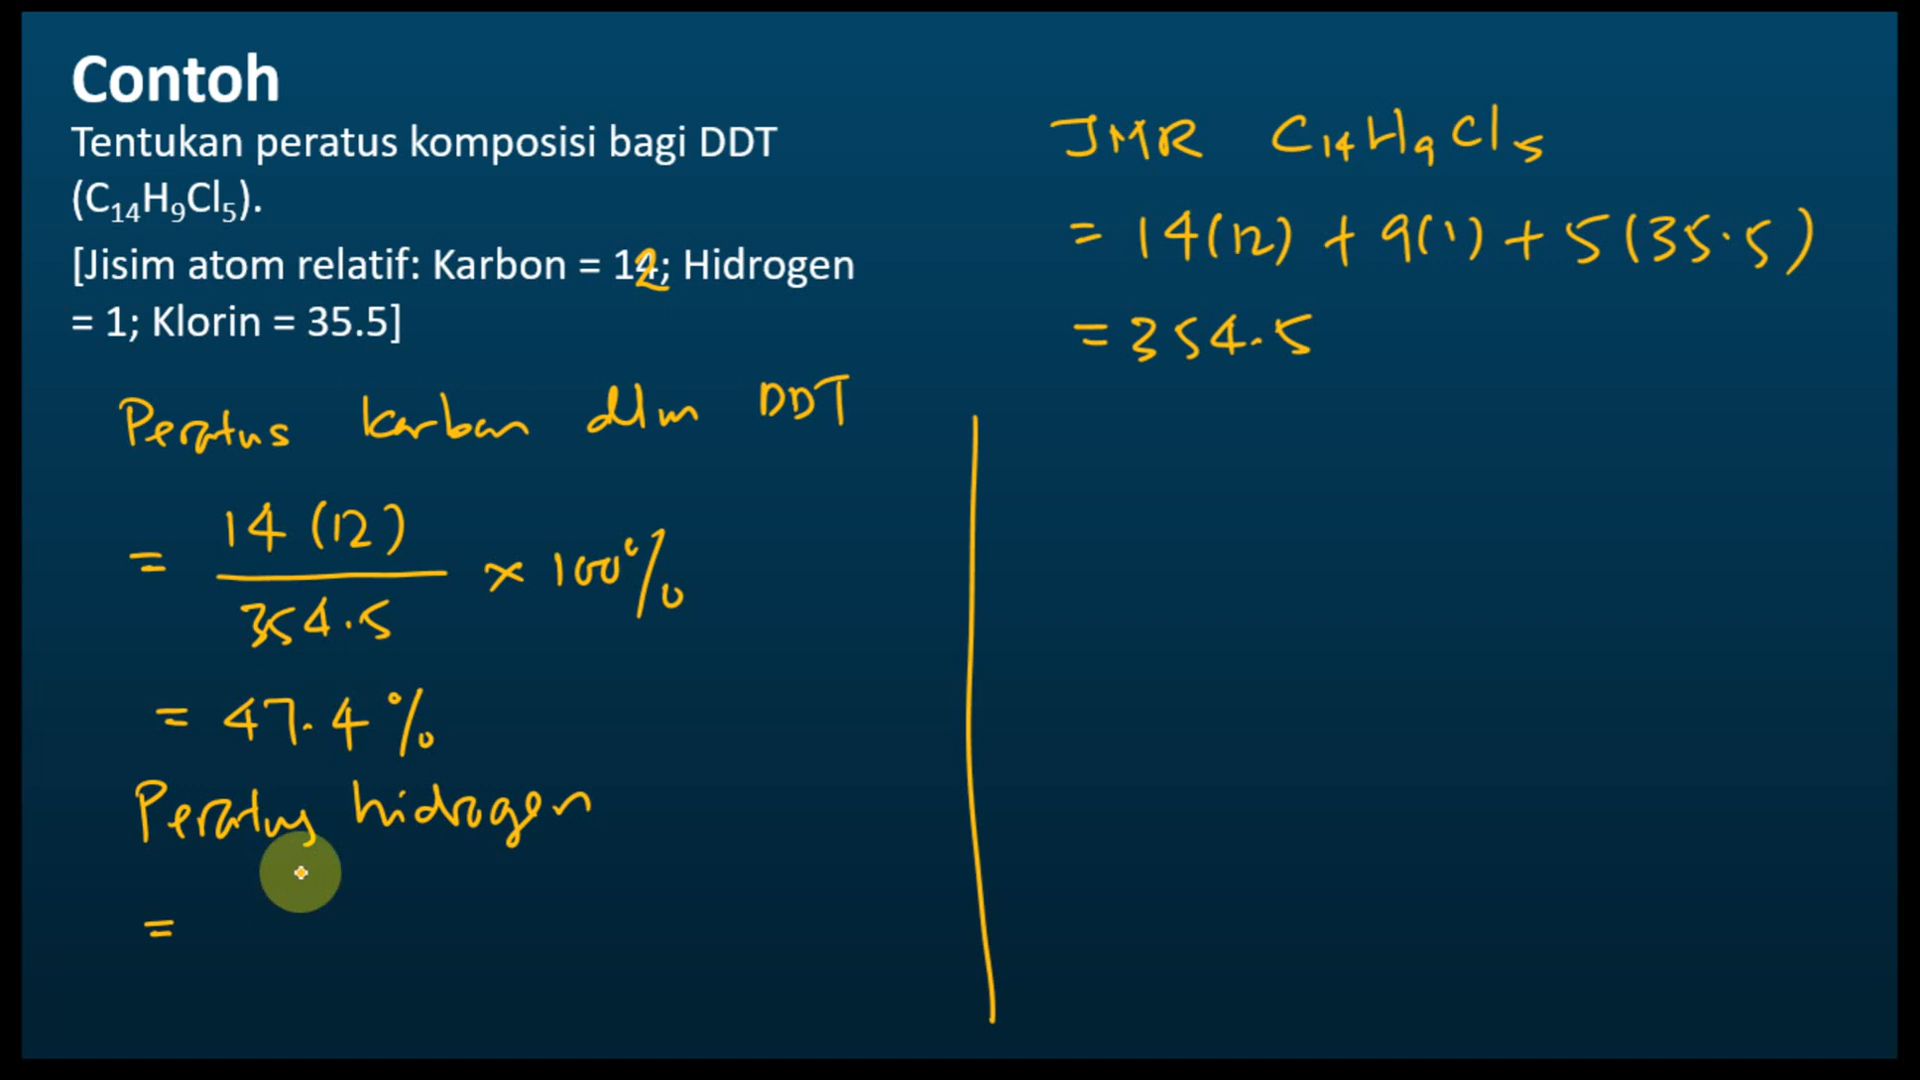 Contoh
Tentukan peratus komposisi bagi DDT
(C₁₄H₉Cl₅).
[Jisim atom relatif: Karbon = 12; Hidrogen
= 1; Klorin = 35.5]
Peratus karbon dlm DDT
= 14(12) / 354.5 × 100%
= 47.4%
Peratus hidrogen
=
JMR C₁₄H₉Cl₅
= 14(12) + 9(1) + 5(35.5)
= 354.5